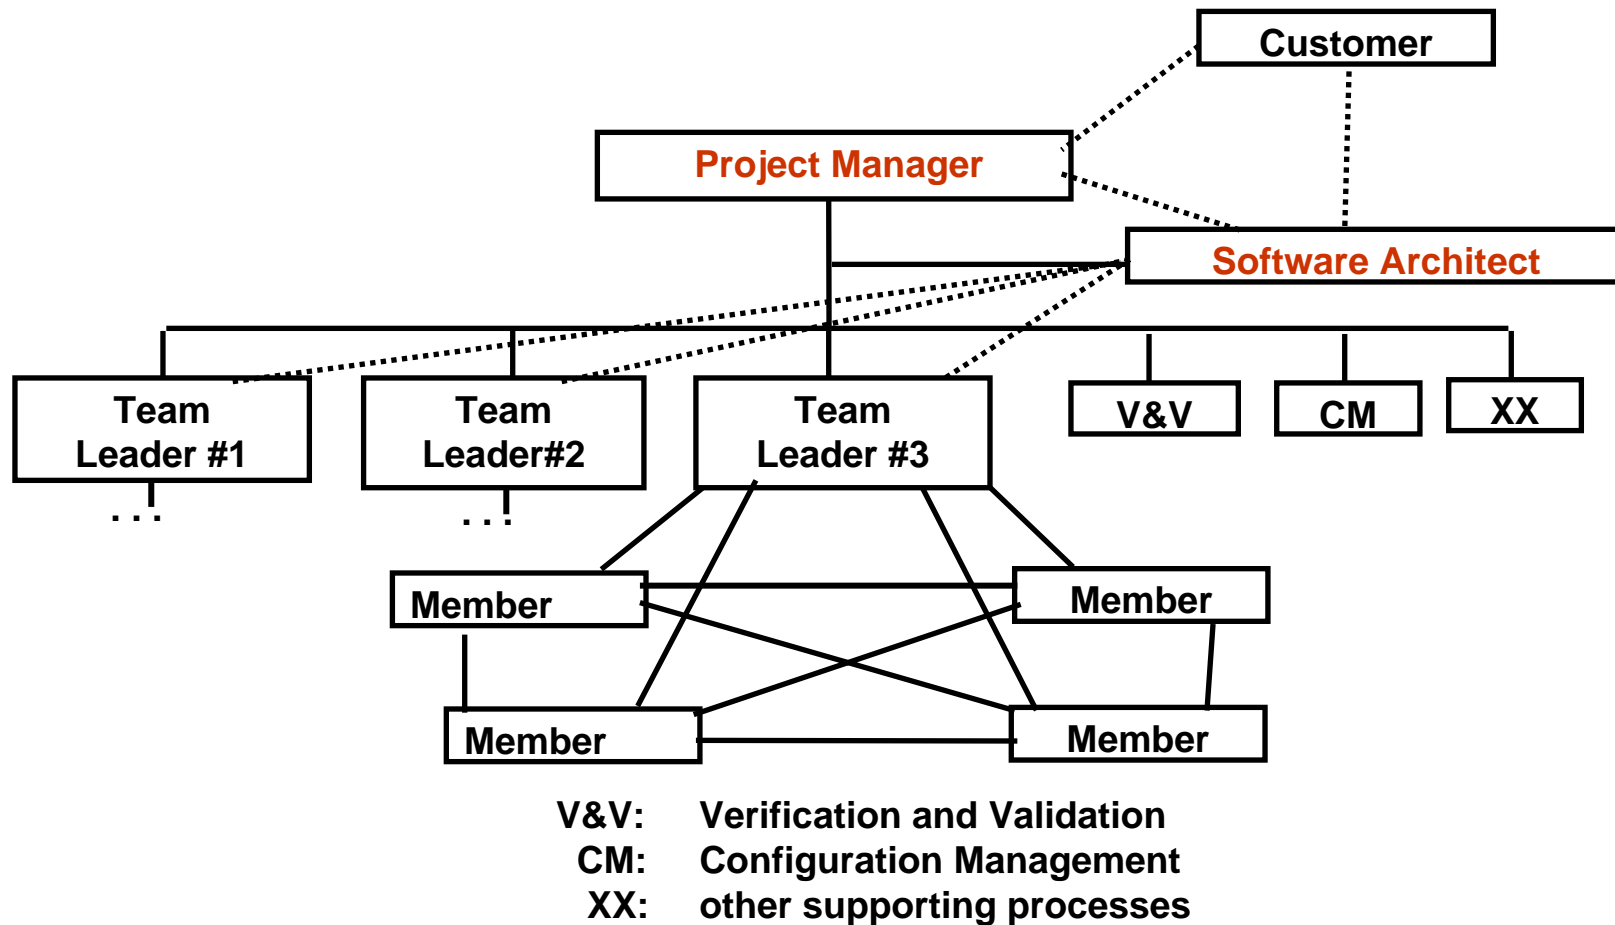 Customer
Project Manager
Software Architect
Team
Leader #1
Team
Leader#2
Team
Leader #3
V&V
CM
XX
. . .
. . .
Member
Member
Member
Member
V&V: Verification and Validation
CM: Configuration Management
XX: other supporting processes